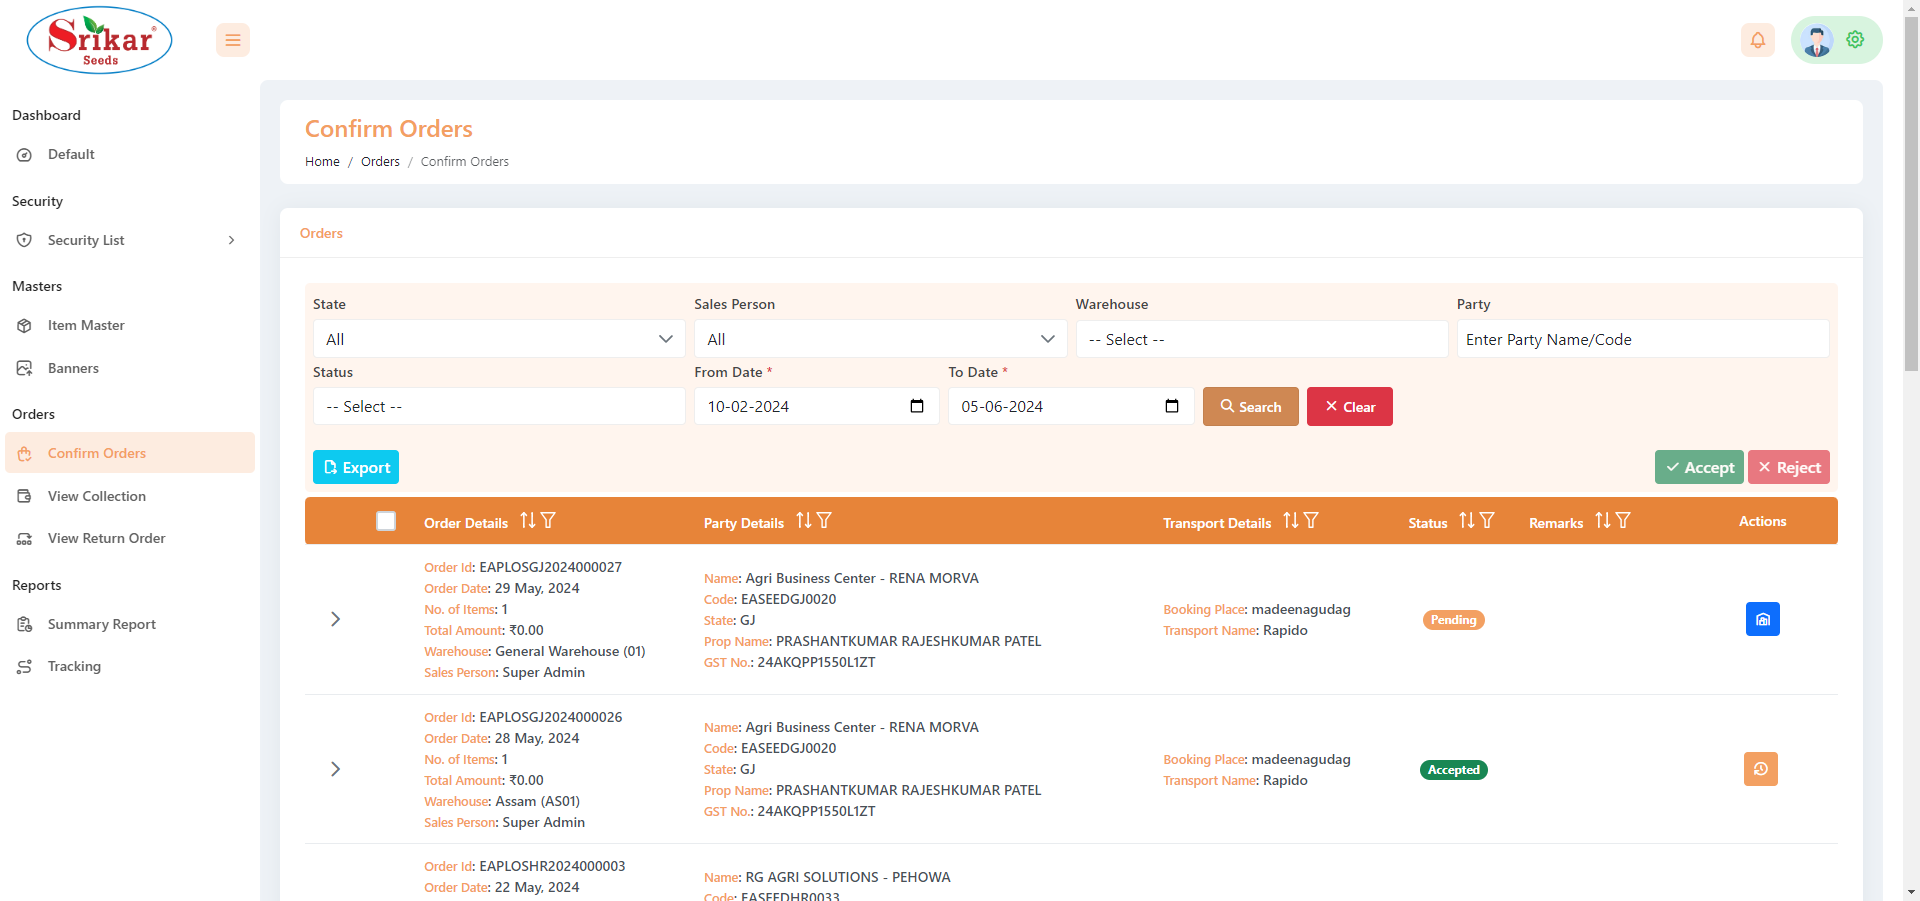 Srikar®
Seeds
Dashboard
Default
Security
Security List
Masters
Item Master
Banners
Orders
Confirm Orders
View Collection
View Return Order
Reports
Summary Report
Tracking
Confirm Orders
Home / Orders / Confirm Orders
Orders
State Sales Person Warehouse Party
All All -- Select -- Enter Party Name/Code
Status From Date * To Date *
-- Select -- 10-02-2024 05-06-2024 Search Clear
Export Accept Reject
Order Details Party Details Transport Details Status Remarks Actions
Order Id: EAPLOSGJ2024000027
Order Date: 29 May, 2024
No. of Items: 1
Total Amount: ₹0.00
Warehouse: General Warehouse (01)
Sales Person: Super Admin
Name: Agri Business Center - RENA MORVA
Code: EASEEDGJ0020
State: GJ
Prop Name: PRASHANTKUMAR RAJESHKUMAR PATEL
GST No.: 24AKQPP1550L1ZT
Booking Place: madeenagudag
Transport Name: Rapido
Pending
Order Id: EAPLOSGJ2024000026
Order Date: 28 May, 2024
No. of Items: 1
Total Amount: ₹0.00
Warehouse: Assam (AS01)
Sales Person: Super Admin
Name: Agri Business Center - RENA MORVA
Code: EASEEDGJ0020
State: GJ
Prop Name: PRASHANTKUMAR RAJESHKUMAR PATEL
GST No.: 24AKQPP1550L1ZT
Booking Place: madeenagudag
Transport Name: Rapido
Accepted
Order Id: EAPLOSHR2024000003
Order Date: 22 May, 2024
Name: RG AGRI SOLUTIONS - PEHOWA
Code: EASEEDHR0033